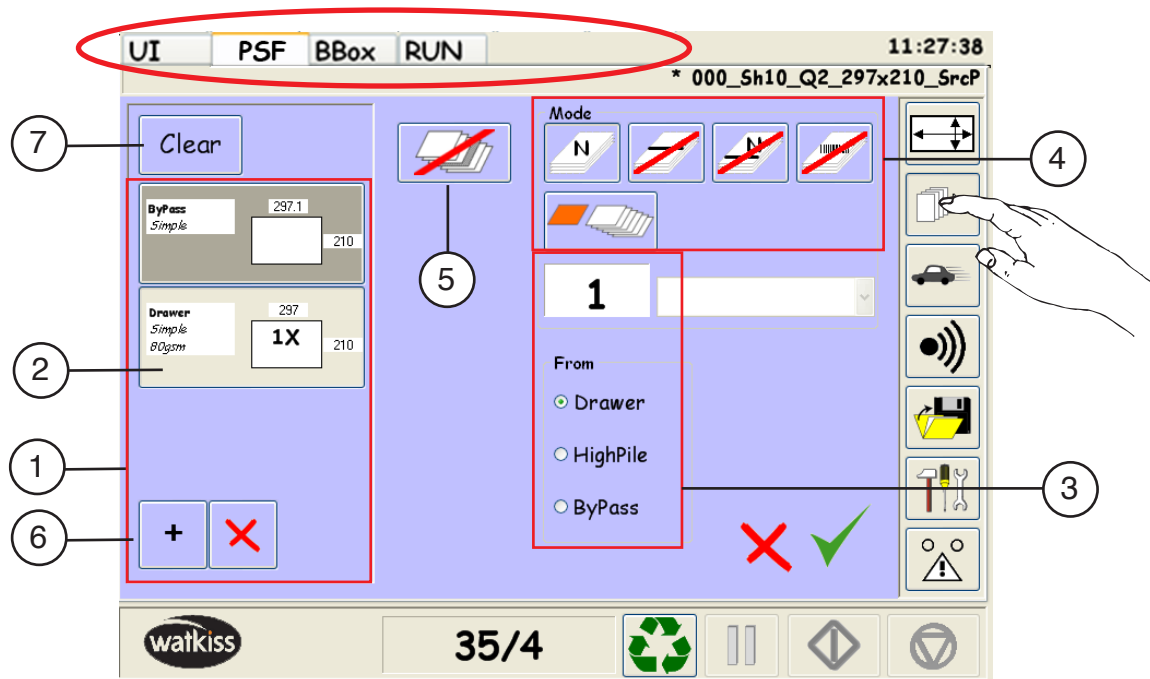 UI PSF BBox RUN 11:27:38
* 000_Sh10_Q2_297x210_SrcP
7
Clear
Mode
N N
4
ByPass
Simple
297.1
210
5
1
Drawer
Simple
80gsm
297
1X
210
2
From
Drawer
HighPile
ByPass
1
3
6
+
watkiss
35/4